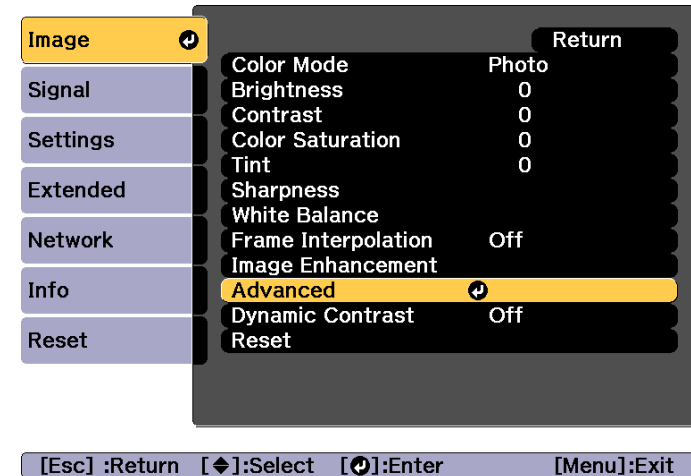 Image
Signal
Settings
Extended
Network
Info
Reset
Return
Color Mode Photo
Brightness 0
Contrast 0
Color Saturation 0
Tint 0
Sharpness
White Balance
Frame Interpolation Off
Image Enhancement
Advanced
Dynamic Contrast Off
Reset
[Esc] :Return [◆]:Select [↵]:Enter [Menu]:Exit